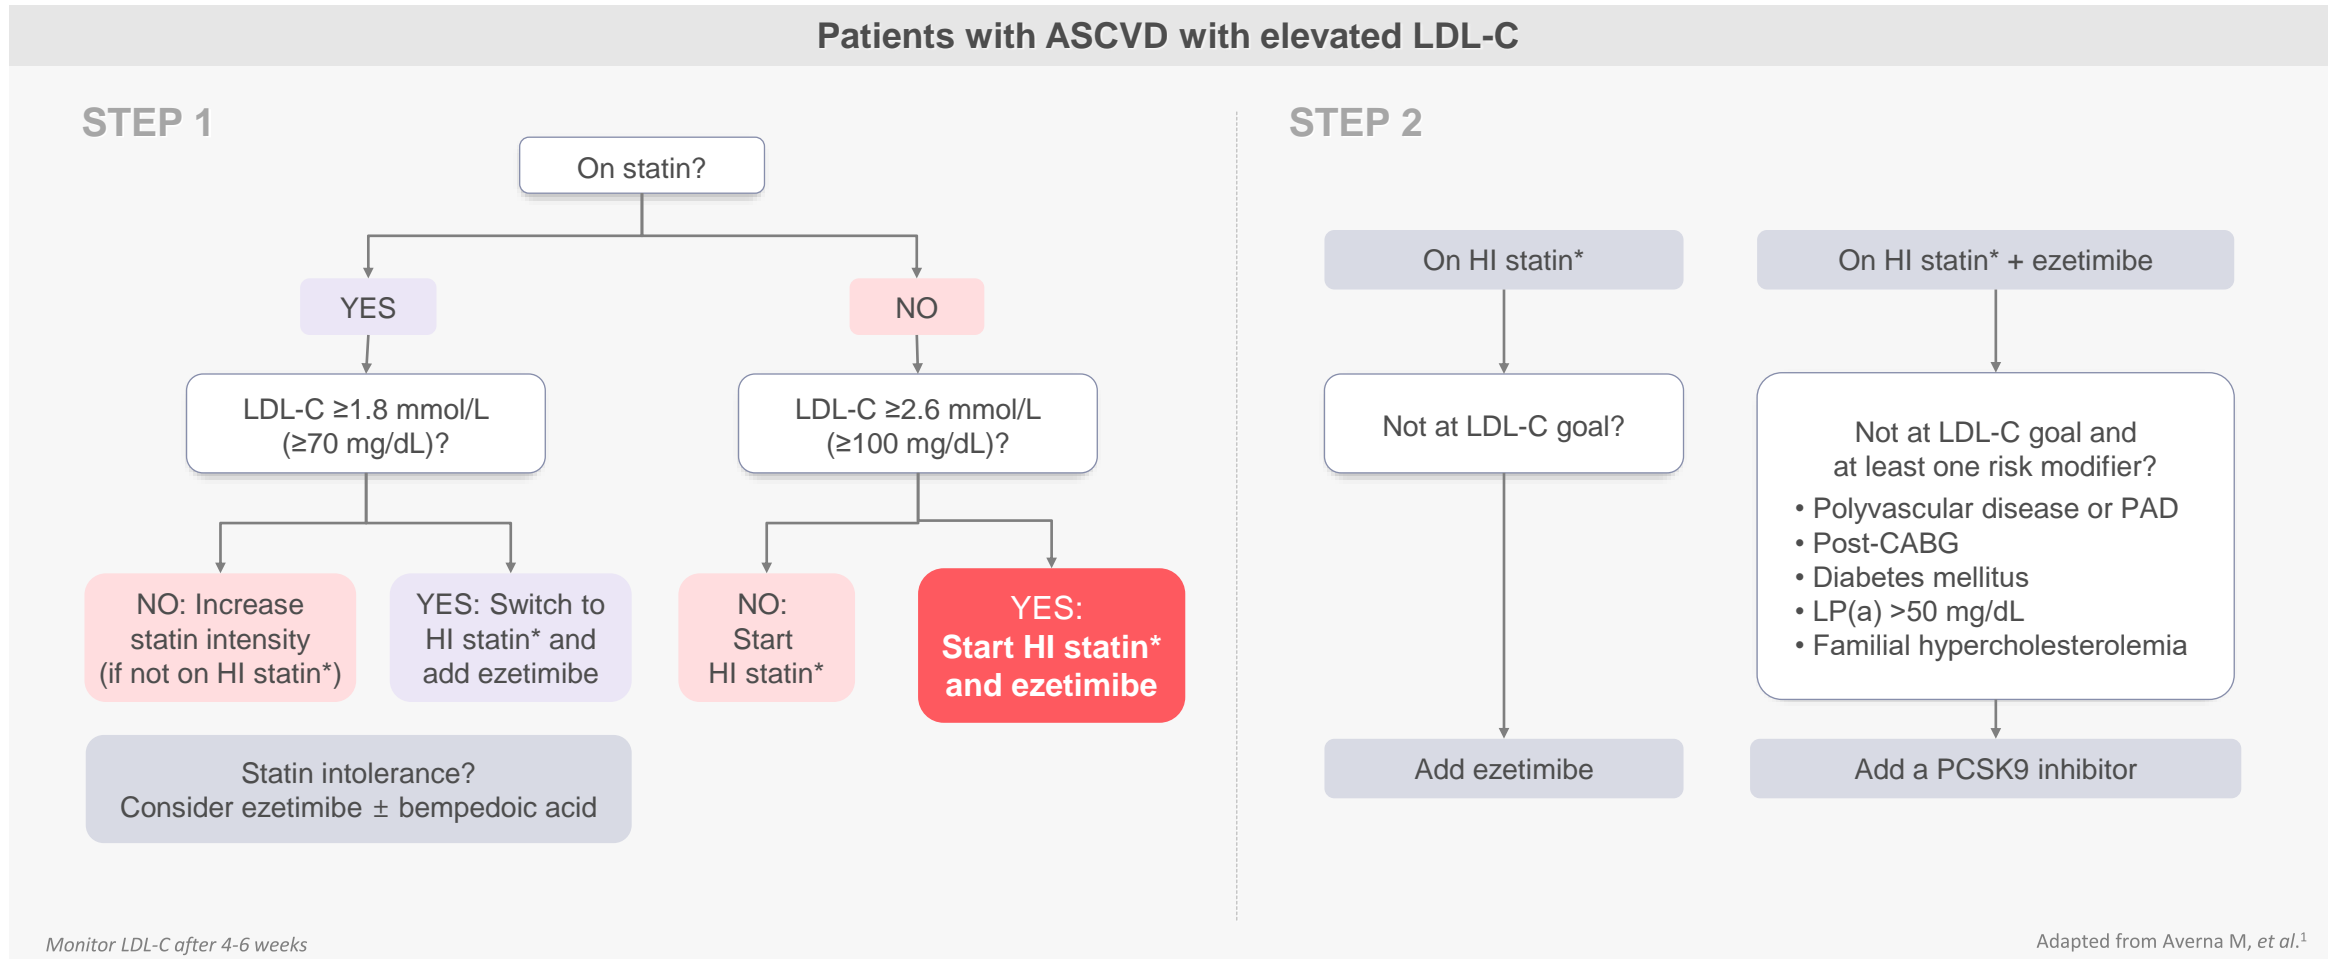 Patients with ASCVD with elevated LDL-C
STEP 1
On statin?
YES
NO
LDL-C ≥1.8 mmol/L
(≥70 mg/dL)?
LDL-C ≥2.6 mmol/L
(≥100 mg/dL)?
NO: Increase
statin intensity
(if not on HI statin*)
YES: Switch to
HI statin* and
add ezetimibe
NO:
Start
HI statin*
YES:
Start HI statin*
and ezetimibe
Statin intolerance?
Consider ezetimibe ± bempedoic acid
STEP 2
On HI statin*
Not at LDL-C goal?
Add ezetimibe
On HI statin* + ezetimibe
Not at LDL-C goal and
at least one risk modifier?
• Polyvascular disease or PAD
• Post-CABG
• Diabetes mellitus
• LP(a) >50 mg/dL
• Familial hypercholesterolemia
Add a PCSK9 inhibitor
Monitor LDL-C after 4-6 weeks
Adapted from Averna M, et al.¹